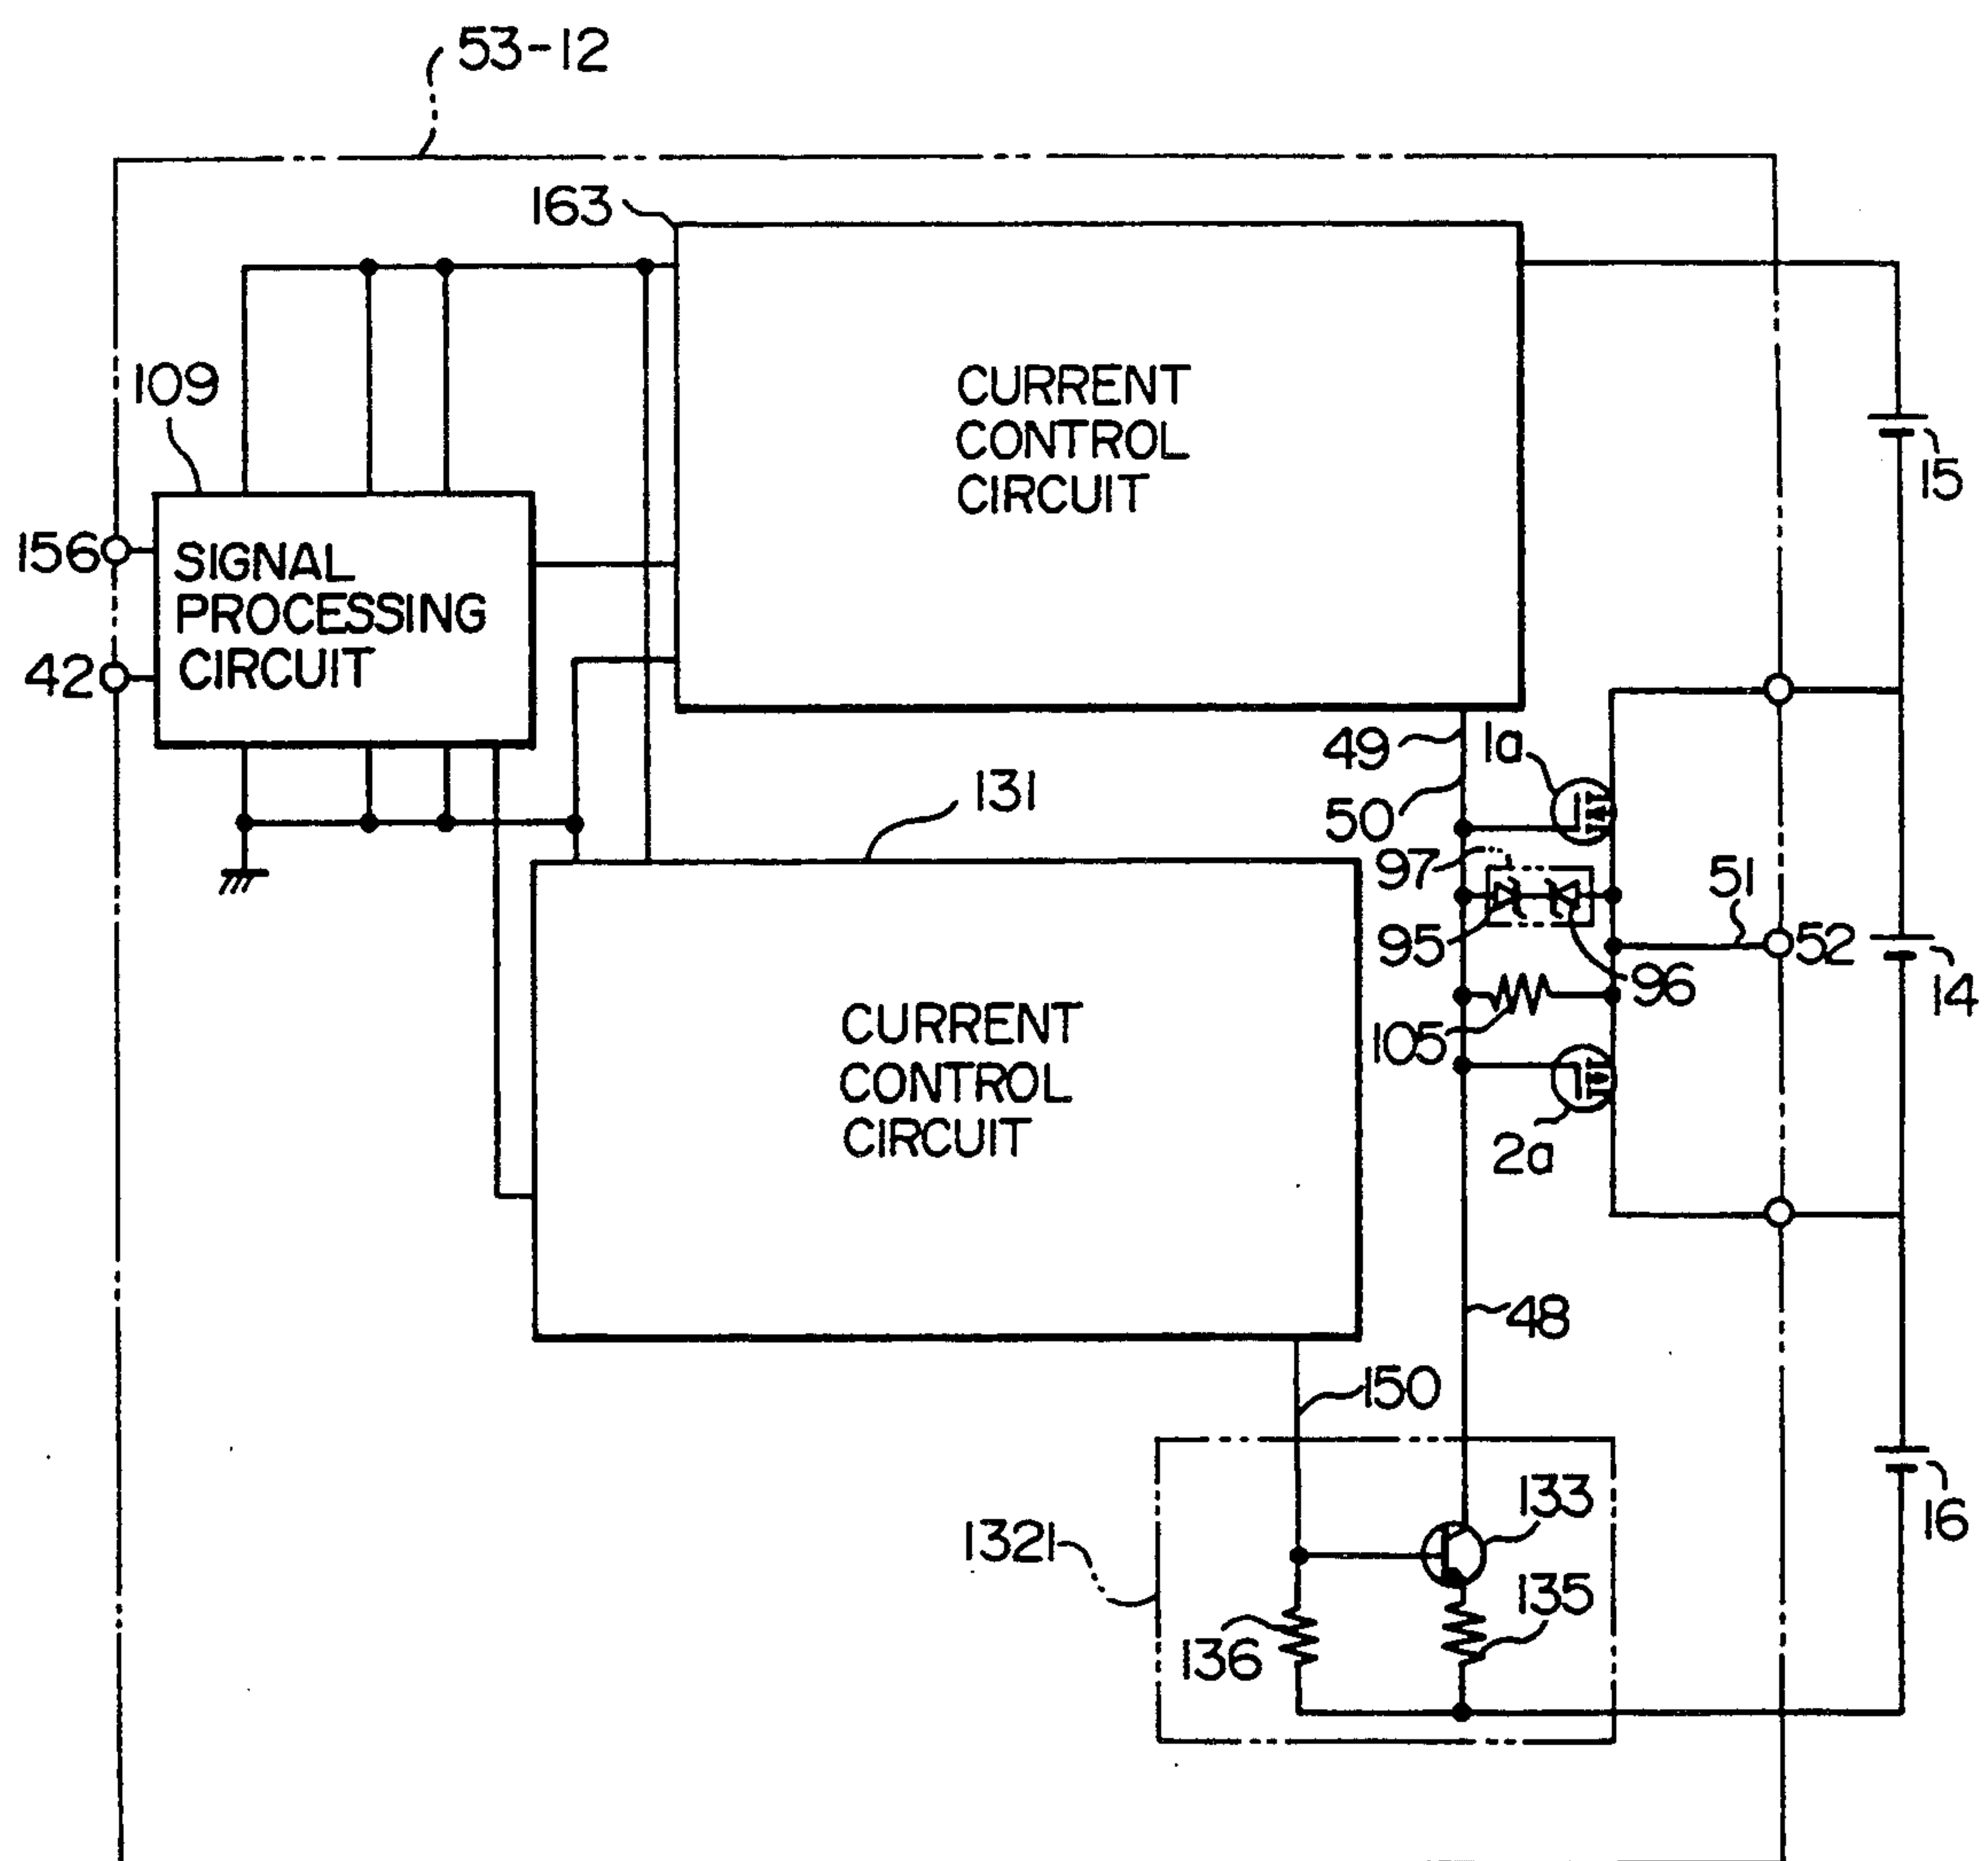 53-12
163
109
CURRENT
CONTROL
CIRCUIT
15
156
SIGNAL
PROCESSING
CIRCUIT
42
49
1a
131
50
97
51
95
52
96
14
105
CURRENT
CONTROL
CIRCUIT
2a
48
150
133
16
1321
135
136